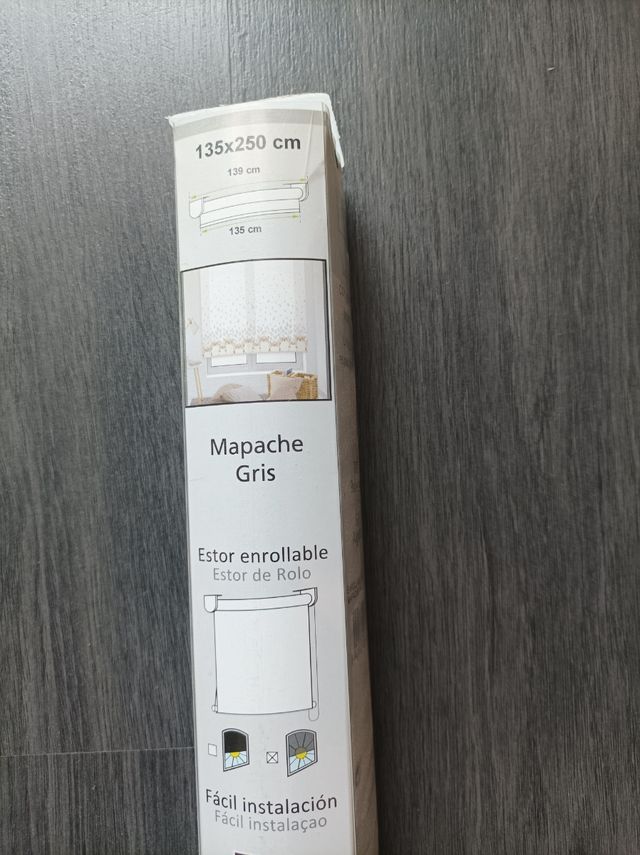 135x250 cm
139 cm
135 cm
Mapache
Gris
Estor enrollable
Estor de Rolo
Fácil instalación
Fácil instalaçao